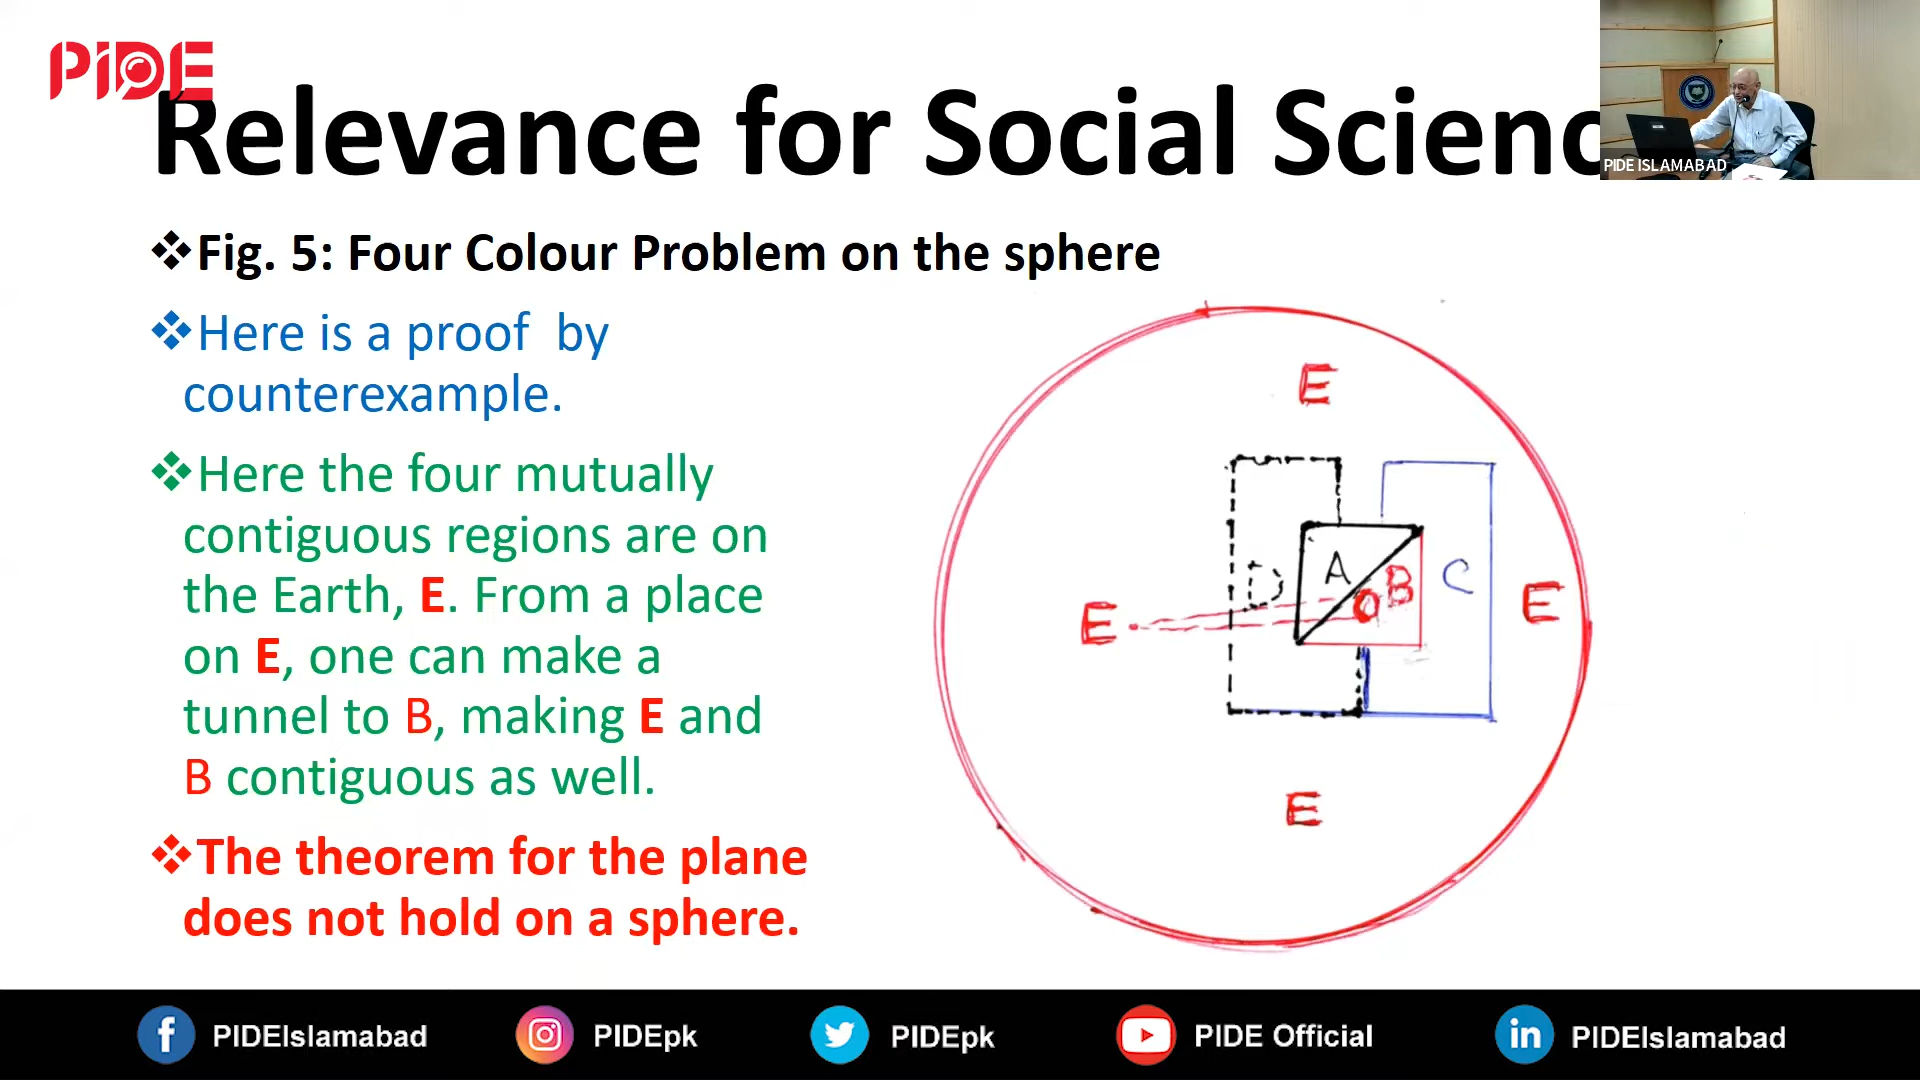 PIDE
Relevance for Social Scienc
PIDE ISLAMABAD
❖Fig. 5: Four Colour Problem on the sphere
❖Here is a proof by
counterexample.
❖Here the four mutually
contiguous regions are on
the Earth, E. From a place
on E, one can make a
tunnel to B, making E and
B contiguous as well.
❖The theorem for the plane
does not hold on a sphere.
E
D A B C E
E
E
PIDEIslamabad PIDEpk PIDEpk PIDE Official PIDEIslamabad